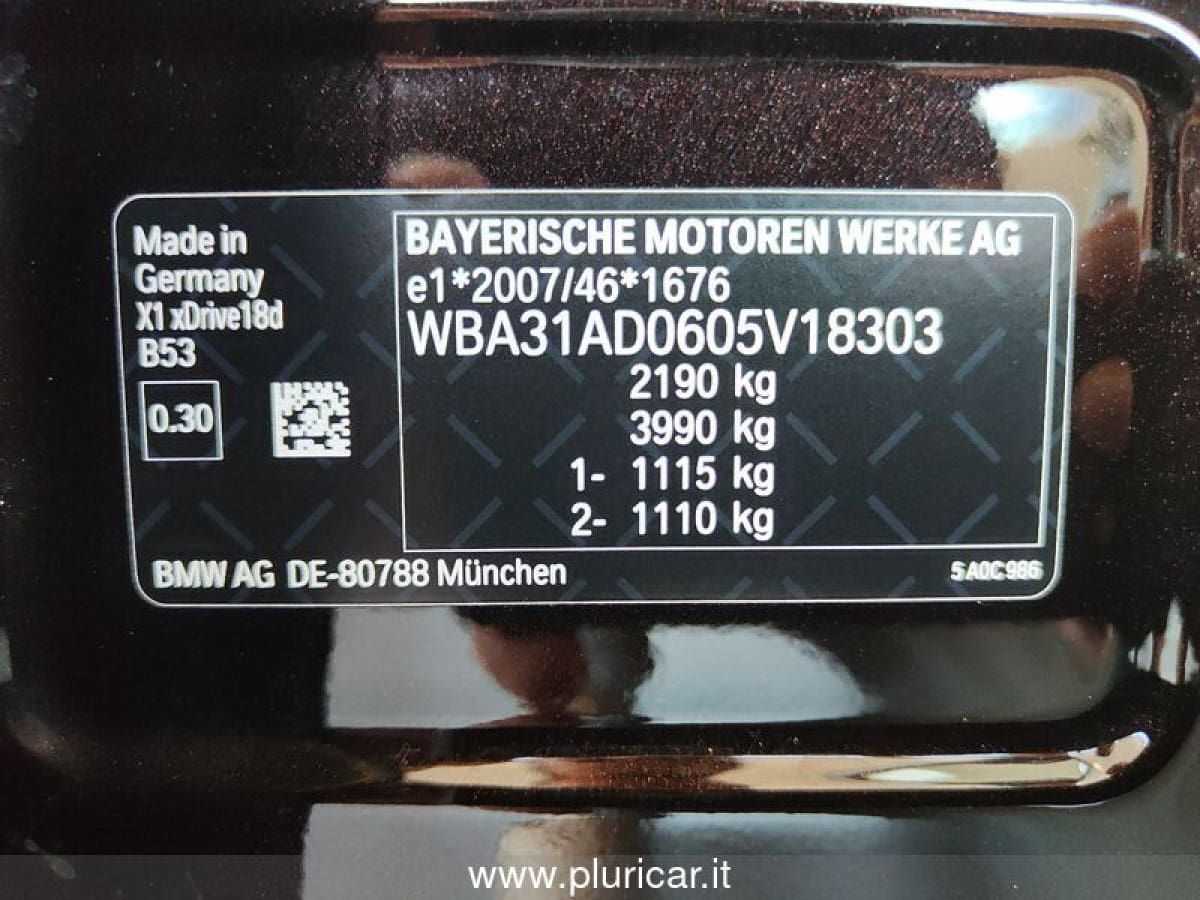 Made in
Germany
X1 xDrive18d
B53
0.30
BAYERISCHE MOTOREN WERKE AG
e1*2007/46*1676
WBA31AD0605V18303
2190 kg
3990 kg
1- 1115 kg
2- 1110 kg
BMW AG DE-80788 München
5A0C986
www.pluricar.it